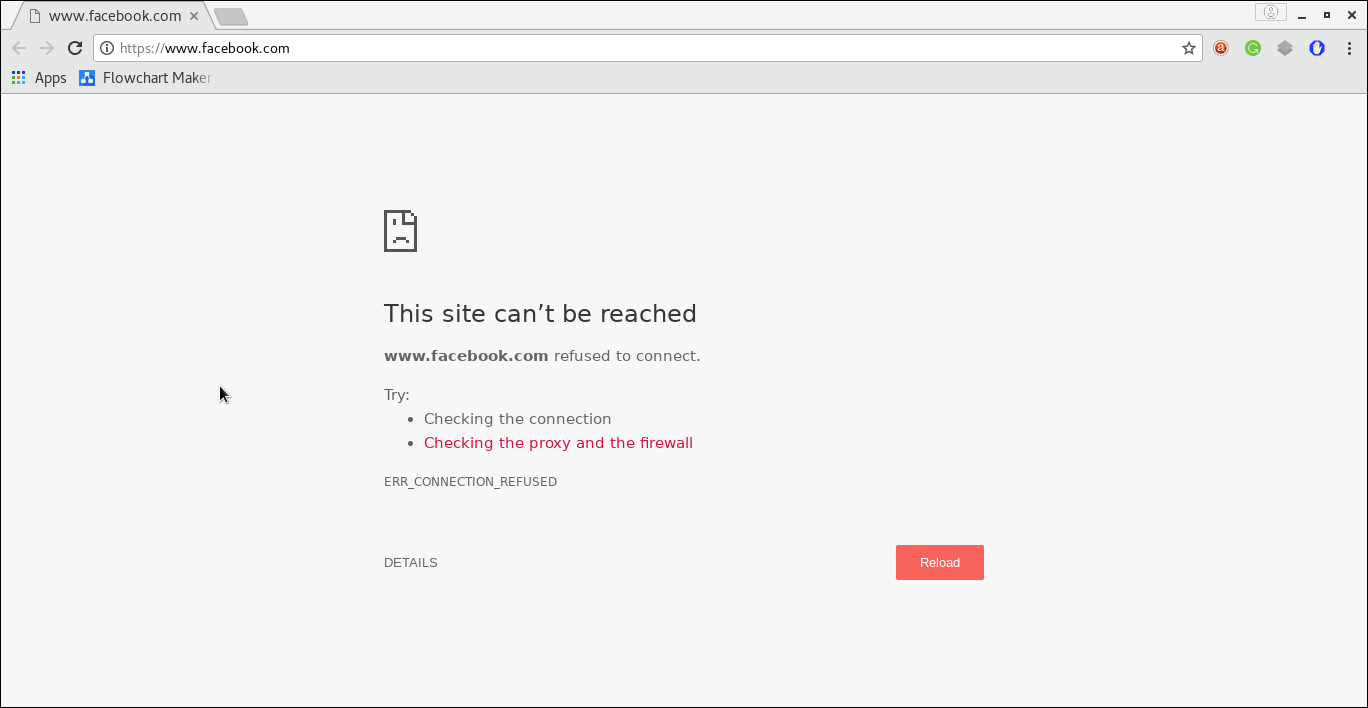 www.facebook.com
https://www.facebook.com
Apps Flowchart Maker
This site can’t be reached
www.facebook.com refused to connect.
Try:
Checking the connection
Checking the proxy and the firewall
ERR_CONNECTION_REFUSED
DETAILS Reload